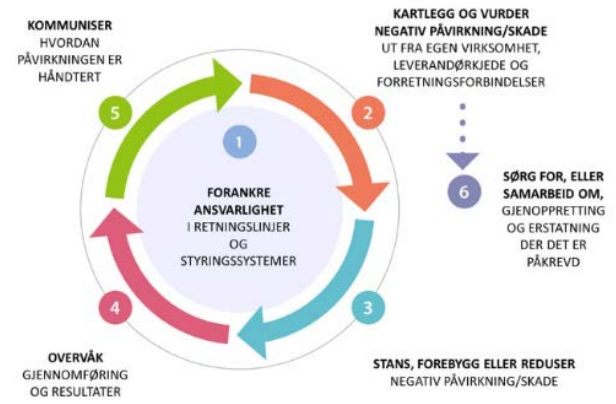 1
FORANKRE
ANSVARLIGHET
I RETNINGSLINJER
OG
STYRINGSSYSTEMER
2
KARTLEGG OG VURDER
NEGATIV PÅVIRKNING/SKADE
UT FRA EGEN VIRKSOMHET,
LEVERANDØRKJEDE OG
FORRETNINGSFORBINDELSER
3
STANS, FOREBYGG ELLER REDUSER
NEGATIV PÅVIRKNING/SKADE
4
OVERVÅK
GJENNOMFØRING
OG RESULTATER
5
KOMMUNISER
HVORDAN
PÅVIRKNINGEN ER
HÅNDTERT
6
SØRG FOR, ELLER
SAMARBEID OM,
GJENOPPRETTING
OG ERSTATNING
DER DET ER
PÅKREVD